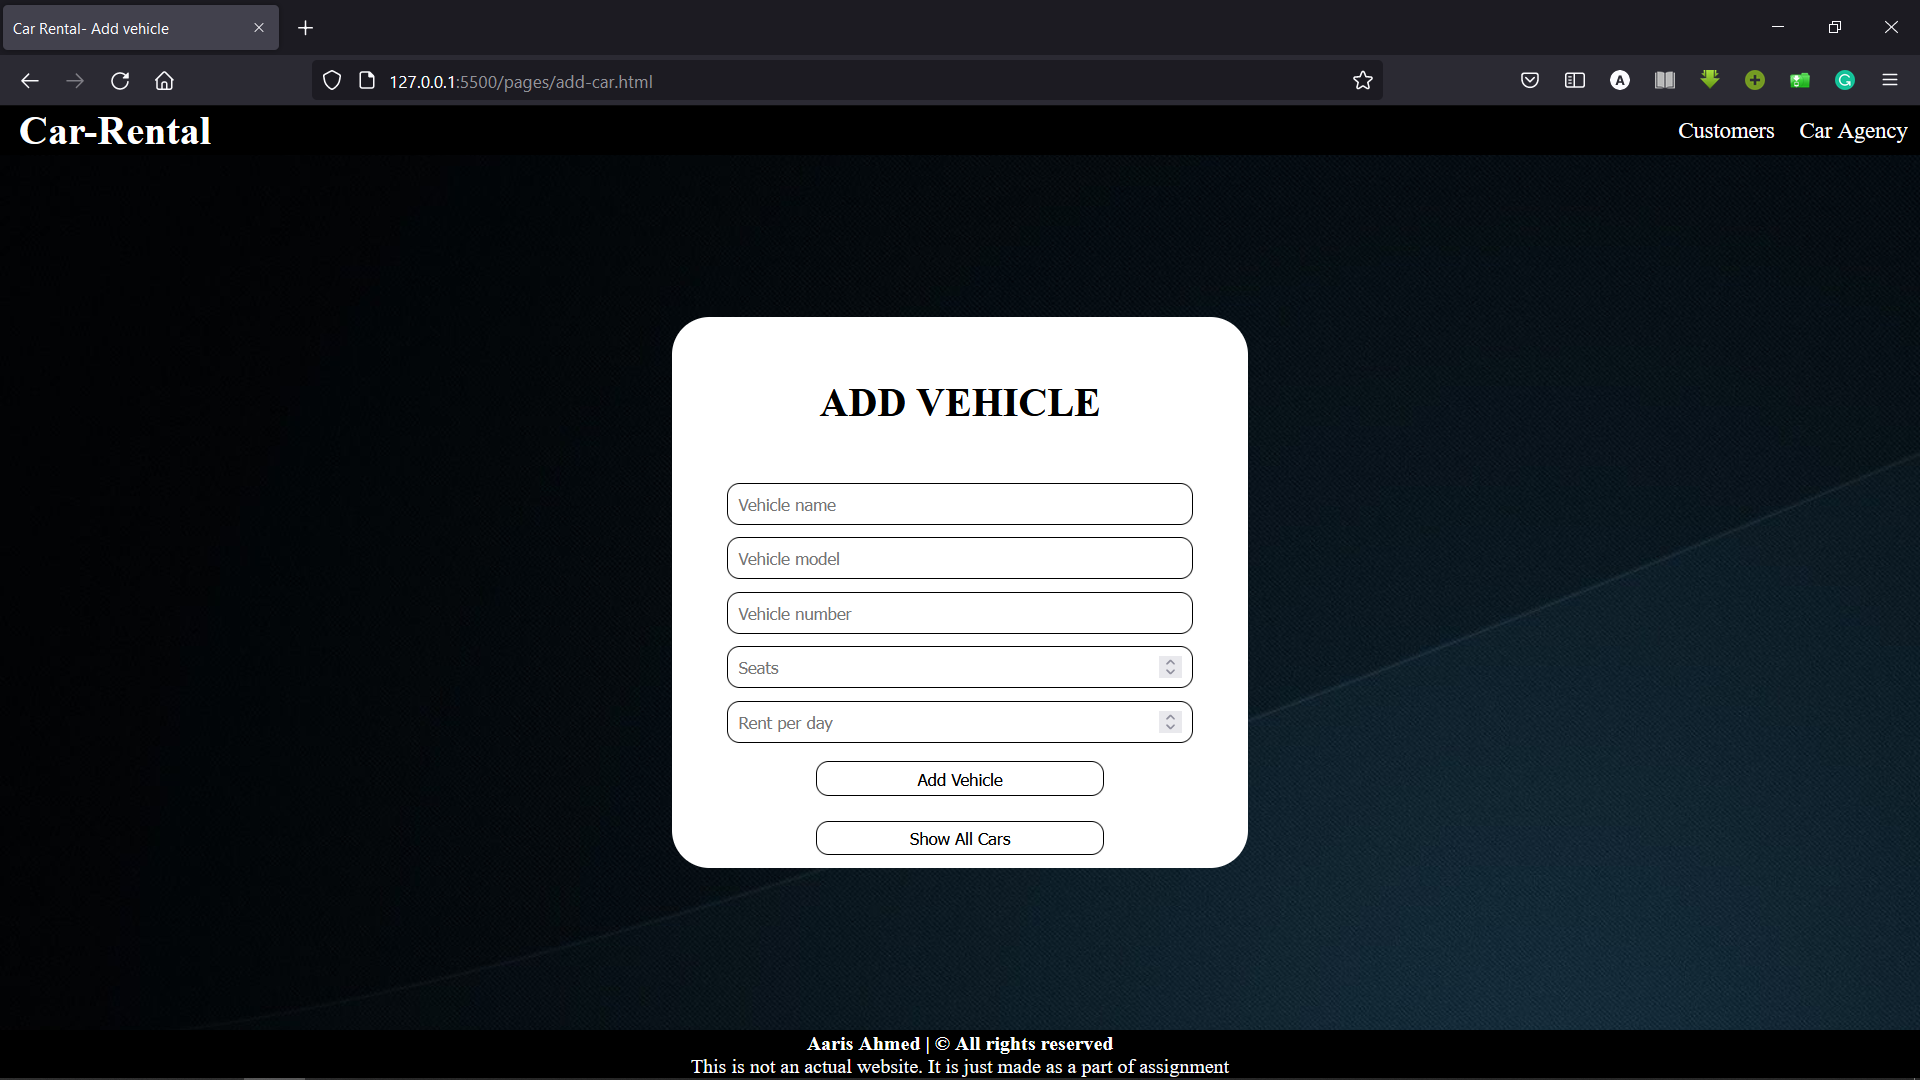 Car Rental- Add vehicle
127.0.0.1:5500/pages/add-car.html
Car-Rental
Customers
Car Agency
ADD VEHICLE
Vehicle name
Vehicle model
Vehicle number
Seats
Rent per day
Add Vehicle
Show All Cars
Aaris Ahmed | © All rights reserved
This is not an actual website. It is just made as a part of assignment